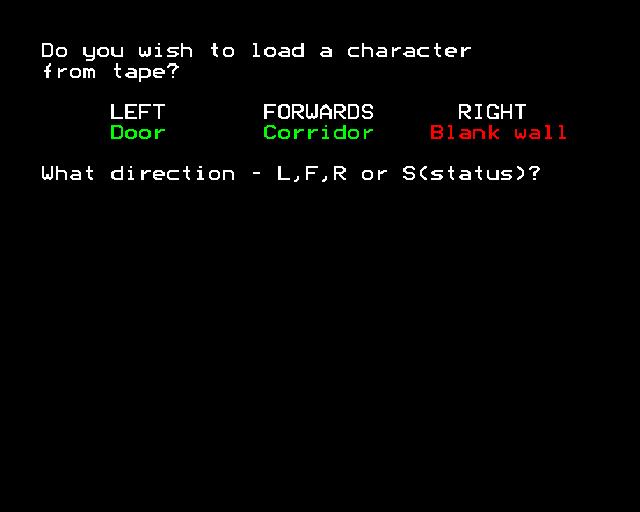 Do you wish to load a character
from tape?
LEFT FORWARDS RIGHT
Door Corridor Blank wall
What direction - L,F,R or S(status)?